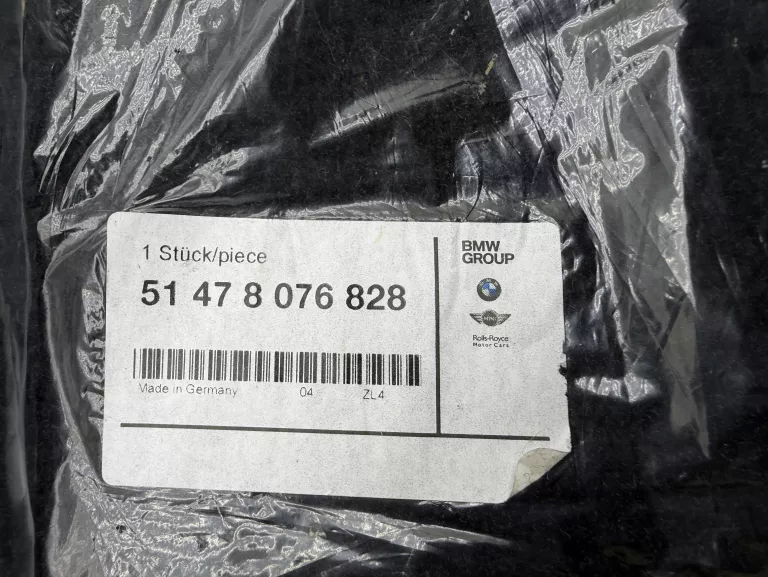 1 Stück/piece
51 47 8 076 828
Made in Germany 04 ZL4
BMW
GROUP
MINI
Rolls-Royce
Motor Cars